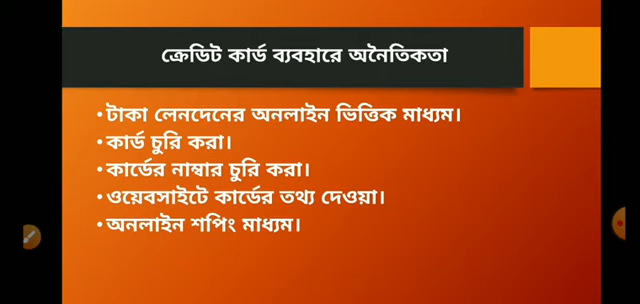 ক্রেডিট কার্ড ব্যবহারে অনৈতিকতা
•টাকা লেনদেনের অনলাইন ভিত্তিক মাধ্যম।
•কার্ড চুরি করা।
•কার্ডের নাম্বার চুরি করা।
•ওয়েবসাইটে কার্ডের তথ্য দেওয়া।
•অনলাইন শপিং মাধ্যম।